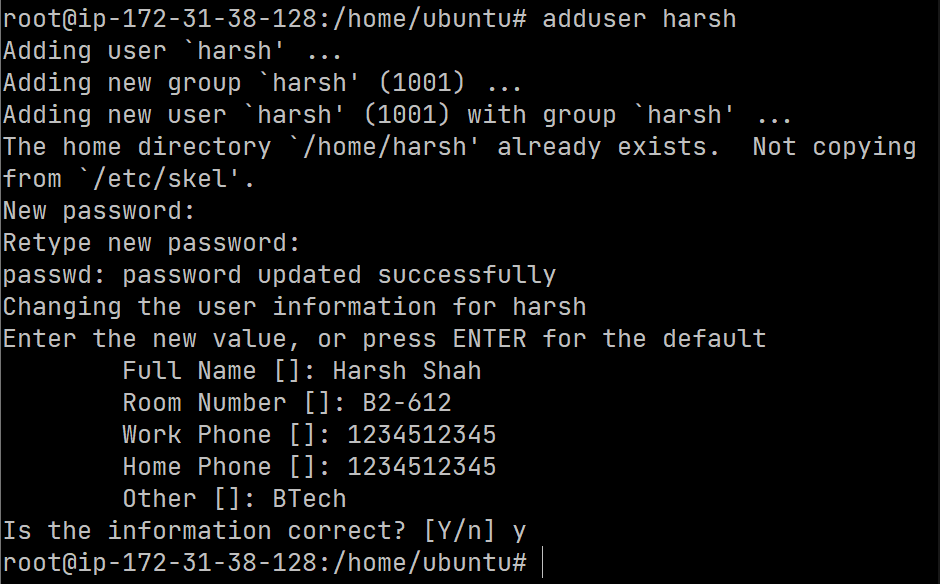 root@ip-172-31-38-128:/home/ubuntu# adduser harsh
Adding user `harsh' ...
Adding new group `harsh' (1001) ...
Adding new user `harsh' (1001) with group `harsh' ...
The home directory `/home/harsh' already exists.  Not copying
from `/etc/skel'.
New password:
Retype new password:
passwd: password updated successfully
Changing the user information for harsh
Enter the new value, or press ENTER for the default
        Full Name []: Harsh Shah
        Room Number []: B2-612
        Work Phone []: 1234512345
        Home Phone []: 1234512345
        Other []: BTech
Is the information correct? [Y/n] y
root@ip-172-31-38-128:/home/ubuntu#